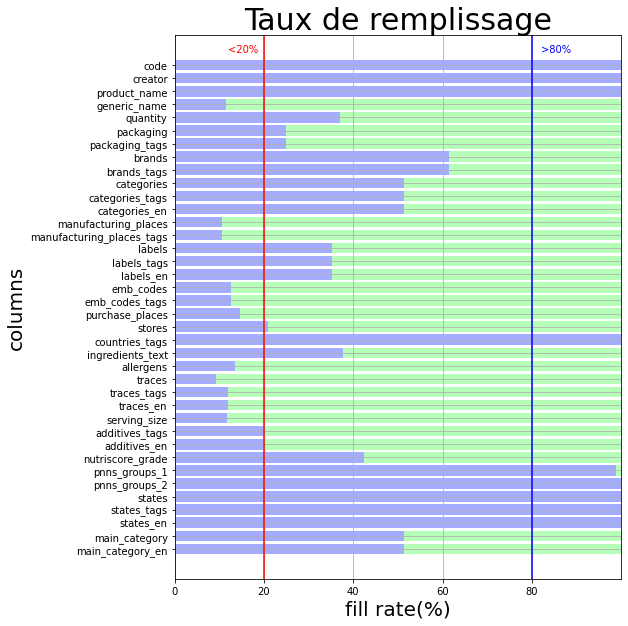 Taux de remplissage
<20%
>80%
code
creator
product_name
generic_name
quantity
packaging
packaging_tags
brands
brands_tags
categories
categories_tags
categories_en
manufacturing_places
manufacturing_places_tags
labels
labels_tags
labels_en
emb_codes
emb_codes_tags
purchase_places
stores
countries_tags
ingredients_text
allergens
traces
traces_tags
traces_en
serving_size
additives_tags
additives_en
nutriscore_grade
pnns_groups_1
pnns_groups_2
states
states_tags
states_en
main_category
main_category_en
columns
0 20 40 60 80
fill rate(%)